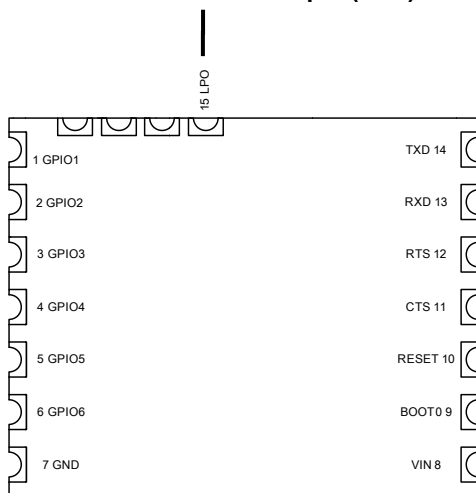 15 LPO
1 GPIO1
TXD 14
2 GPIO2
RXD 13
3 GPIO3
RTS 12
4 GPIO4
CTS 11
5 GPIO5
RESET 10
6 GPIO6
BOOT0 9
7 GND
VIN 8